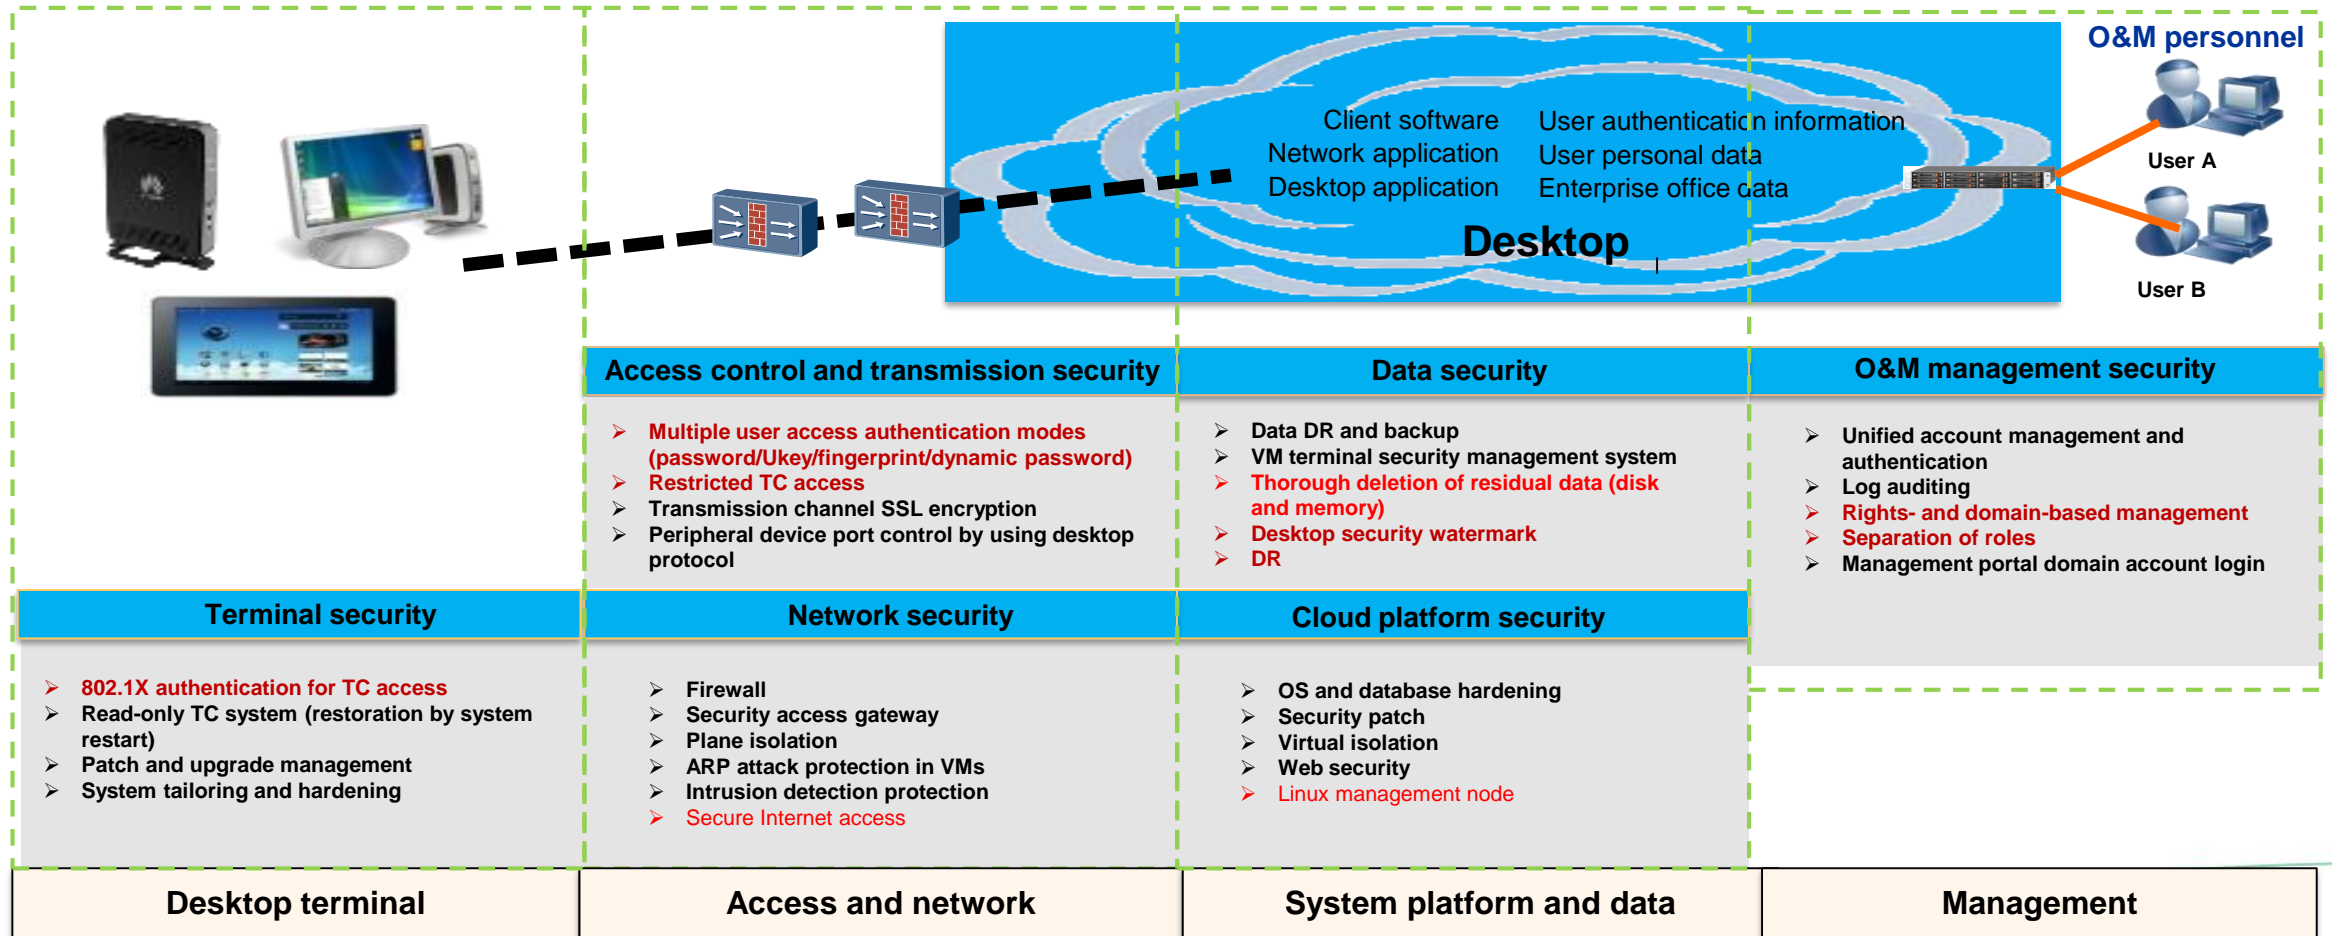 O&M personnel
Client software
Network application
Desktop application
User authentication information
User personal data
Enterprise office data
Desktop
User A
User B
Access control and transmission security
Multiple user access authentication modes
(password/Ukey/fingerprint/dynamic password)
Restricted TC access
Transmission channel SSL encryption
Peripheral device port control by using desktop
protocol
Data security
Data DR and backup
VM terminal security management system
Thorough deletion of residual data (disk
and memory)
Desktop security watermark
DR
O&M management security
Unified account management and
authentication
Log auditing
Rights- and domain-based management
Separation of roles
Management portal domain account login
Terminal security
802.1X authentication for TC access
Read-only TC system (restoration by system
restart)
Patch and upgrade management
System tailoring and hardening
Network security
Firewall
Security access gateway
Plane isolation
ARP attack protection in VMs
Intrusion detection protection
Secure Internet access
Cloud platform security
OS and database hardening
Security patch
Virtual isolation
Web security
Linux management node
Desktop terminal
Access and network
System platform and data
Management